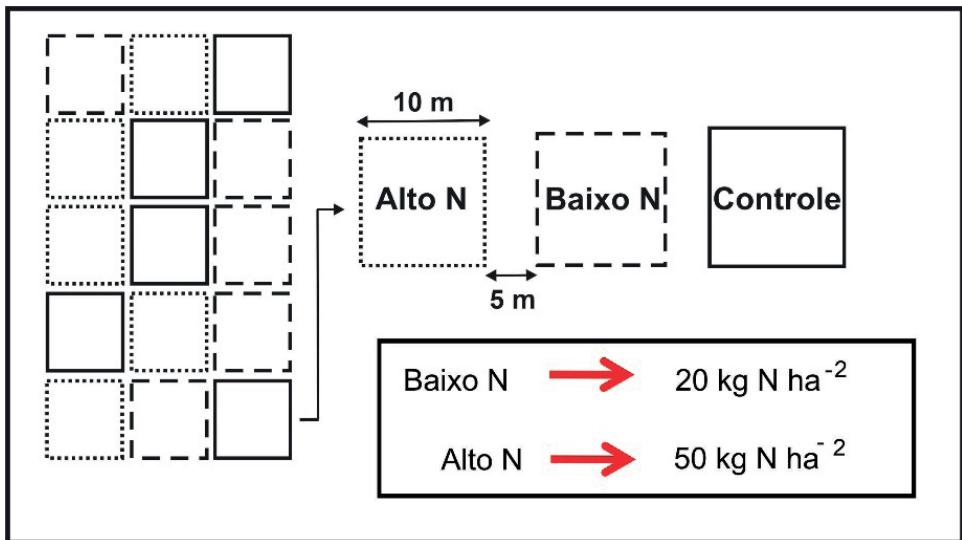 10 m
Alto N
Baixo N
Controle
5 m
Baixo N 20 kg N ha⁻²
Alto N 50 kg N ha⁻²